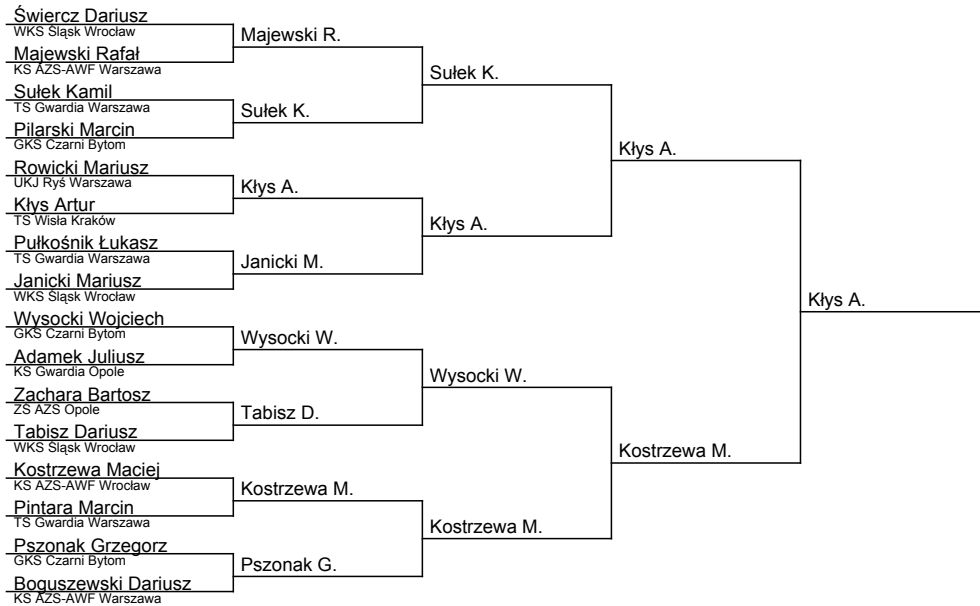 Świercz Dariusz
WKS Śląsk Wrocław
Majewski Rafał
KS AZS-AWF Warszawa
Sułek Kamil
TS Gwardia Warszawa
Pilarski Marcin
GKS Czarni Bytom
Rowicki Mariusz
UKJ Ryś Warszawa
Kłys Artur
TS Wisła Kraków
Pułkośnik Łukasz
TS Gwardia Warszawa
Janicki Mariusz
WKS Śląsk Wrocław
Wysocki Wojciech
GKS Czarni Bytom
Adamek Juliusz
KS Gwardia Opole
Zachara Bartosz
ZS AZS Opole
Tabisz Dariusz
WKS Śląsk Wrocław
Kostrzewa Maciej
KS AZS-AWF Wrocław
Pintara Marcin
TS Gwardia Warszawa
Pszonak Grzegorz
GKS Czarni Bytom
Boguszewski Dariusz
KS AZS-AWF Warszawa
Majewski R.
Sułek K.
Kłys A.
Janicki M.
Wysocki W.
Tabisz D.
Kostrzewa M.
Pszonak G.
Sułek K.
Kłys A.
Wysocki W.
Kostrzewa M.
Kłys A.
Kostrzewa M.
Kłys A.